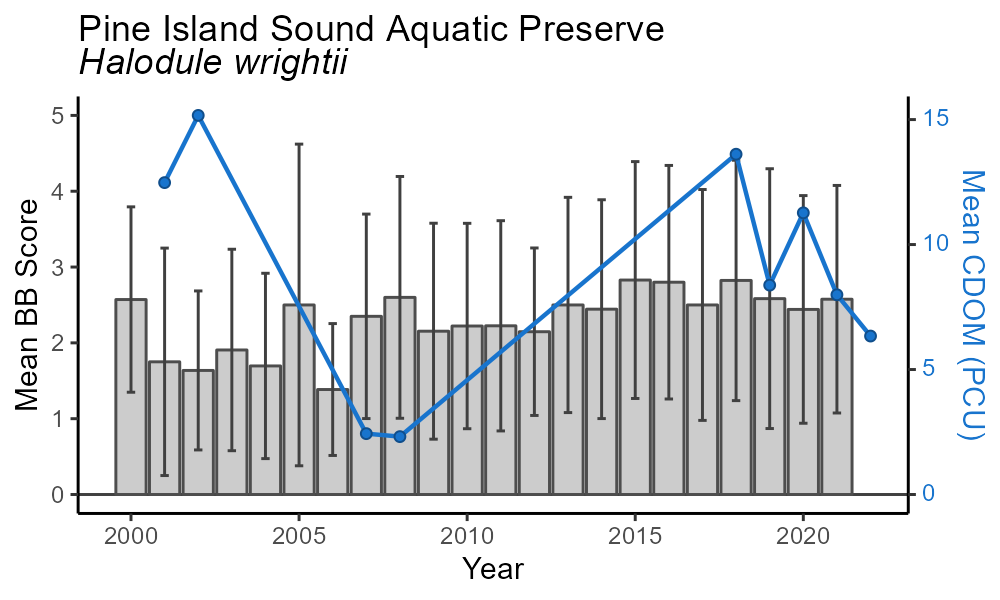 Pine Island Sound Aquatic Preserve
Halodule wrightii
Mean BB Score
5
4
3
2
1
0
15
10
5
0
Mean CDOM (PCU)
2000 2005 2010 2015 2020
Year